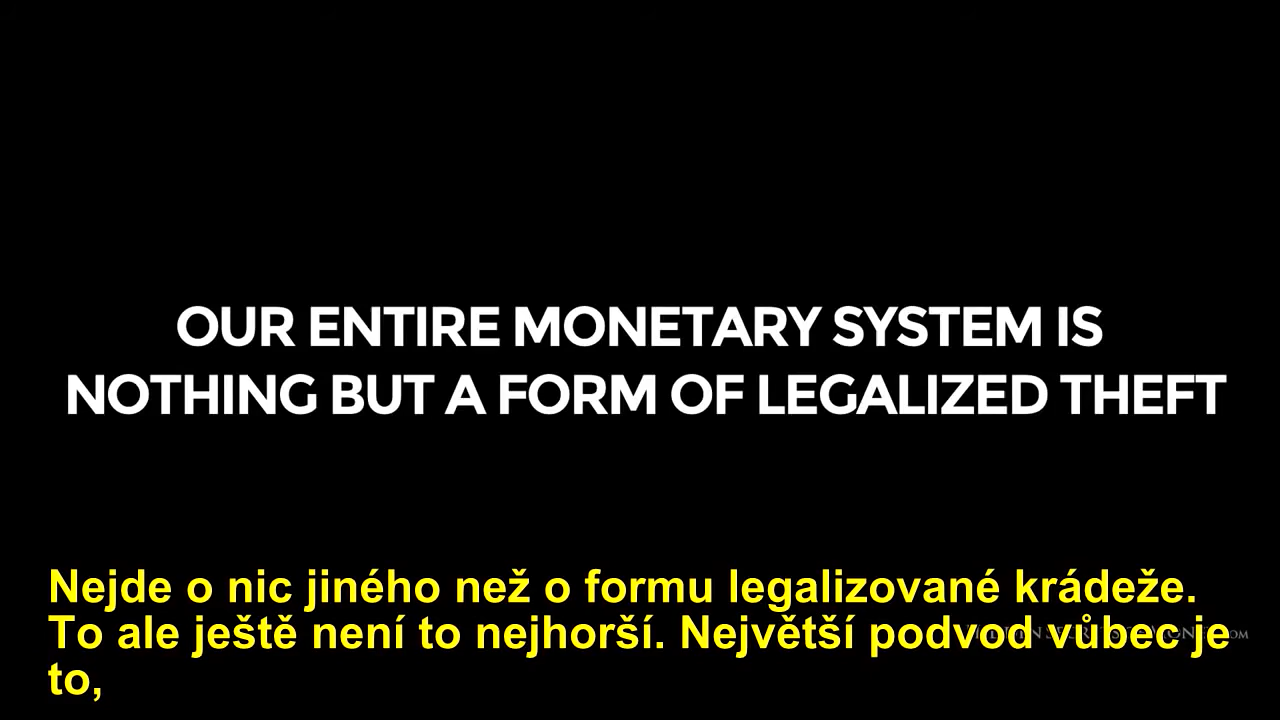 OUR ENTIRE MONETARY SYSTEM IS
NOTHING BUT A FORM OF LEGALIZED THEFT
Nejde o nic jiného než o formu legalizované krádeže.
To ale ještě není to nejhorší. Největší podvod vůbec je
to,